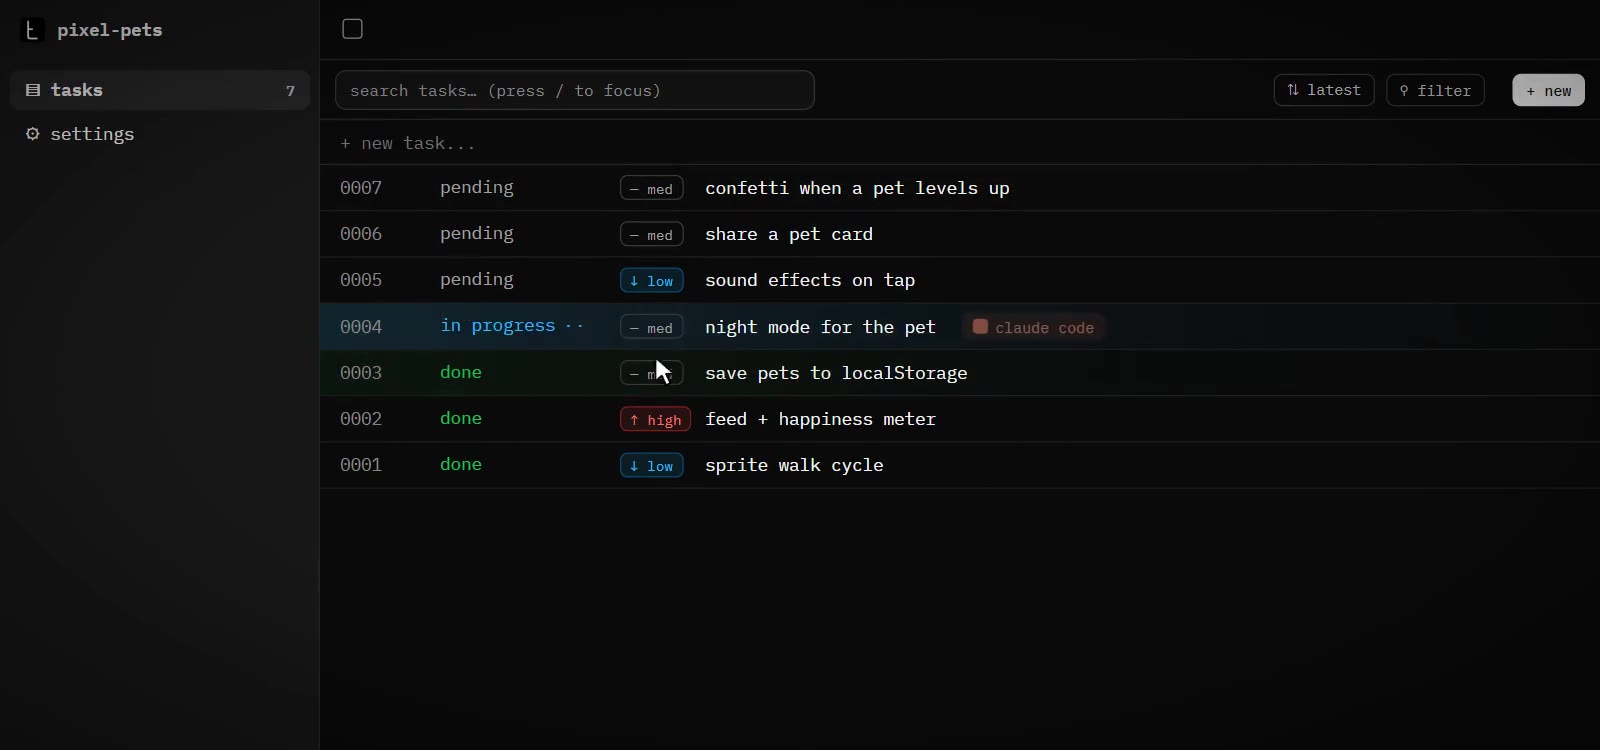 pixel-pets
tasks 7
settings
search tasks… (press / to focus)
latest
filter
+ new
+ new task...
0007 pending — med confetti when a pet levels up
0006 pending — med share a pet card
0005 pending ↓ low sound effects on tap
0004 in progress ·· — med night mode for the pet claude code
0003 done — save pets to localStorage
0002 done ↑ high feed + happiness meter
0001 done ↓ low sprite walk cycle